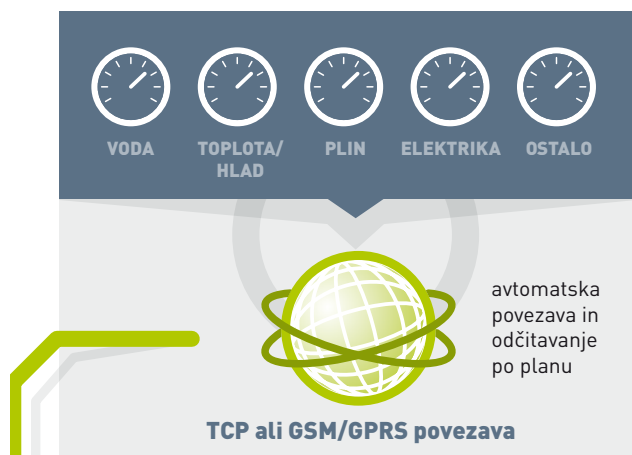 VODA
TOPLOTA/
HLAD
PLIN
ELEKTRIKA
OSTALO
avtomatska
povezava in
odčitavanje
po planu
TCP ali GSM/GPRS povezava